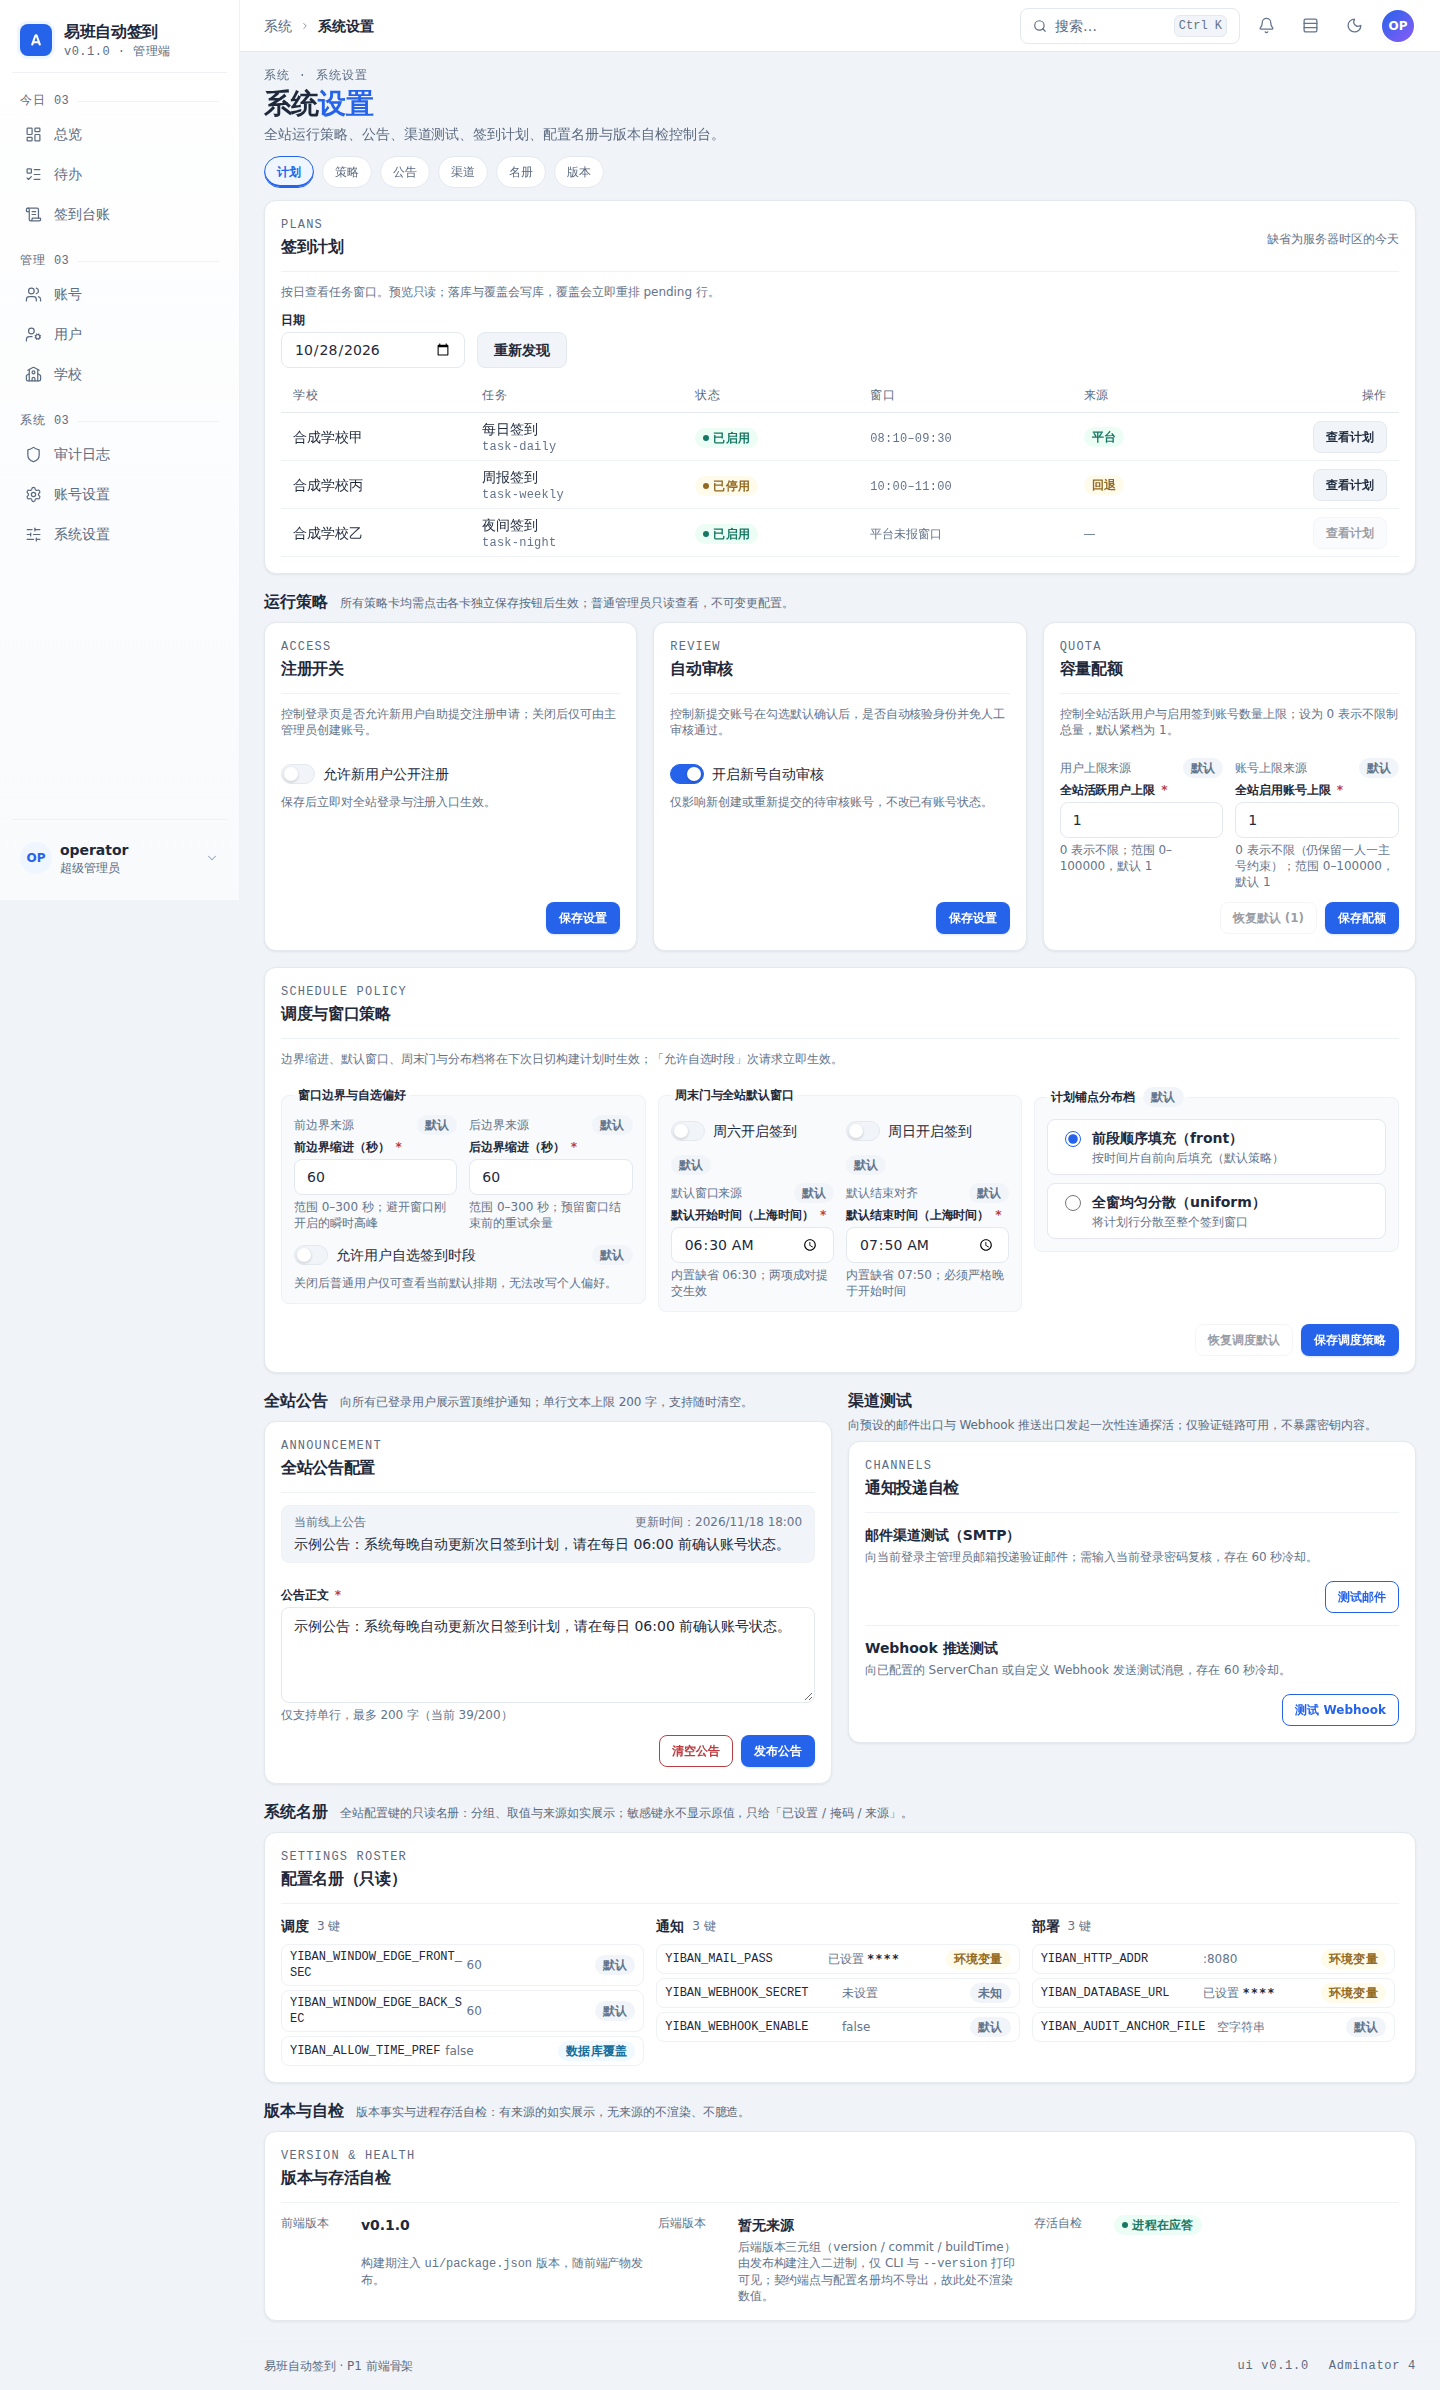 易班自动签到
v0.1.0 · 管理端
今日 03
总览
待办
签到台账
管理 03
账号
用户
学校
系统 03
审计日志
账号设置
系统设置
OP
operator
超级管理员
系统 › 系统设置
搜索… Ctrl K
OP
系统 · 系统设置
系统设置
全站运行策略、公告、渠道测试、签到计划、配置名册与版本自检控制台。
计划 策略 公告 渠道 名册 版本
PLANS
签到计划
缺省为服务器时区的今天
按日查看任务窗口。预览只读；落库与覆盖会写库，覆盖会立即重排 pending 行。
日期
10/28/2026 重新发现
学校 任务 状态 窗口 来源 操作
合成学校甲 每日签到 已启用 08:10–09:30 平台 查看计划
task-daily
合成学校丙 周报签到 已停用 10:00–11:00 回退 查看计划
task-weekly
合成学校乙 夜间签到 已启用 平台未报窗口 — 查看计划
task-night
运行策略 所有策略卡均需点击各卡独立保存按钮后生效；普通管理员只读查看，不可变更配置。
ACCESS
注册开关
控制登录页是否允许新用户自助提交注册申请；关闭后仅可由主
管理员创建账号。
允许新用户公开注册
保存后立即对全站登录与注册入口生效。
保存设置
REVIEW
自动审核
控制新提交账号在勾选默认确认后，是否自动核验身份并免人工
审核通过。
开启新号自动审核
仅影响新创建或重新提交的待审核账号，不改已有账号状态。
保存设置
QUOTA
容量配额
控制全站活跃用户与启用签到账号数量上限；设为 0 表示不限制
总量，默认紧档为 1。
用户上限来源 默认
全站活跃用户上限 *
1
0 表示不限；范围 0–
100000，默认 1
账号上限来源 默认
全站启用账号上限 *
1
0 表示不限（仍保留一人一主
号约束）；范围 0–100000，
默认 1
恢复默认 (1) 保存配额
SCHEDULE POLICY
调度与窗口策略
边界缩进、默认窗口、周末门与分布档将在下次日切构建计划时生效；「允许自选时段」次请求立即生效。
窗口边界与自选偏好
前边界来源 默认
前边界缩进（秒） *
60
范围 0–300 秒；避开窗口刚
开启的瞬时高峰
后边界来源 默认
后边界缩进（秒） *
60
范围 0–300 秒；预留窗口结
束前的重试余量
允许用户自选签到时段 默认
关闭后普通用户仅可查看当前默认排期，无法改写个人偏好。
周末门与全站默认窗口
周六开启签到
默认
周日开启签到
默认
默认窗口来源 默认
默认开始时间（上海时间） *
06:30 AM
内置缺省 06:30；两项成对提
交生效
默认结束对齐 默认
默认结束时间（上海时间） *
07:50 AM
内置缺省 07:50；必须严格晚
于开始时间
计划铺点分布档 默认
前段顺序填充（front）
按时间片自前向后填充（默认策略）
全窗均匀分散（uniform）
将计划行分散至整个签到窗口
恢复调度默认 保存调度策略
全站公告 向所有已登录用户展示置顶维护通知；单行文本上限 200 字，支持随时清空。
ANNOUNCEMENT
全站公告配置
当前线上公告 更新时间：2026/11/18 18:00
示例公告：系统每晚自动更新次日签到计划，请在每日 06:00 前确认账号状态。
公告正文 *
示例公告：系统每晚自动更新次日签到计划，请在每日 06:00 前确认账号状态。
仅支持单行，最多 200 字（当前 39/200）
清空公告 发布公告
渠道测试
向预设的邮件出口与 Webhook 推送出口发起一次性连通探活；仅验证链路可用，不暴露密钥内容。
CHANNELS
通知投递自检
邮件渠道测试（SMTP）
向当前登录主管理员邮箱投递验证邮件；需输入当前登录密码复核，存在 60 秒冷却。
测试邮件
Webhook 推送测试
向已配置的 ServerChan 或自定义 Webhook 发送测试消息，存在 60 秒冷却。
测试 Webhook
系统名册 全站配置键的只读名册：分组、取值与来源如实展示；敏感键永不显示原值，只给「已设置 / 掩码 / 来源」。
SETTINGS ROSTER
配置名册（只读）
调度 3 键
YIBAN_WINDOW_EDGE_FRONT_
SEC 60 默认
YIBAN_WINDOW_EDGE_BACK_S
EC 60 默认
YIBAN_ALLOW_TIME_PREF false 数据库覆盖
通知 3 键
YIBAN_MAIL_PASS 已设置 **** 环境变量
YIBAN_WEBHOOK_SECRET 未设置 未知
YIBAN_WEBHOOK_ENABLE false 默认
部署 3 键
YIBAN_HTTP_ADDR :8080 环境变量
YIBAN_DATABASE_URL 已设置 **** 环境变量
YIBAN_AUDIT_ANCHOR_FILE 空字符串 默认
版本与自检 版本事实与进程存活自检：有来源的如实展示，无来源的不渲染、不臆造。
VERSION & HEALTH
版本与存活自检
前端版本 v0.1.0
构建期注入 ui/package.json 版本，随前端产物发
布。
后端版本 暂无来源
后端版本三元组（version / commit / buildTime）
由发布构建注入二进制，仅 CLI 与 --version 打印
可见；契约端点与配置名册均不导出，故此处不渲染
数值。
存活自检 进程在应答
易班自动签到 · P1 前端骨架
ui v0.1.0 Adminator 4